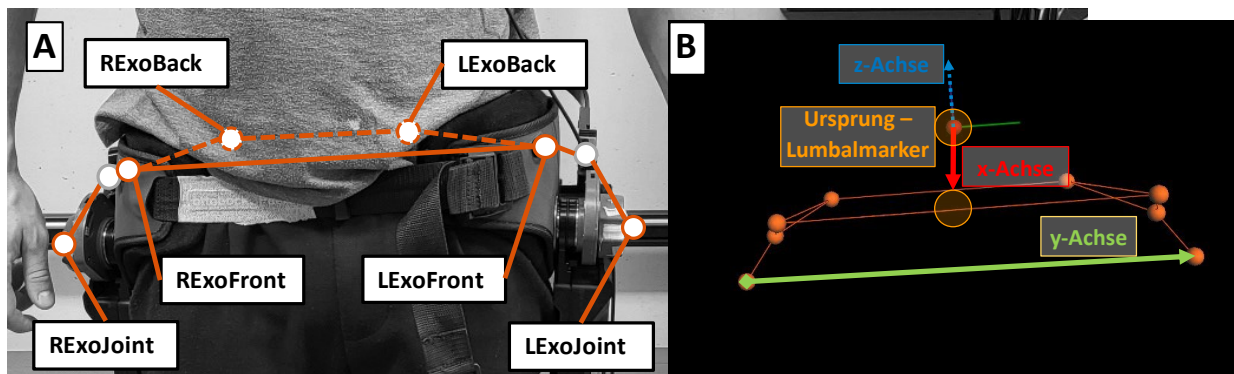 A
RExoBack
LExoBack
RExoFront
LExoFront
RExoJoint
LExoJoint
B
z-Achse
Ursprung –
Lumbalmarker
x-Achse
y-Achse